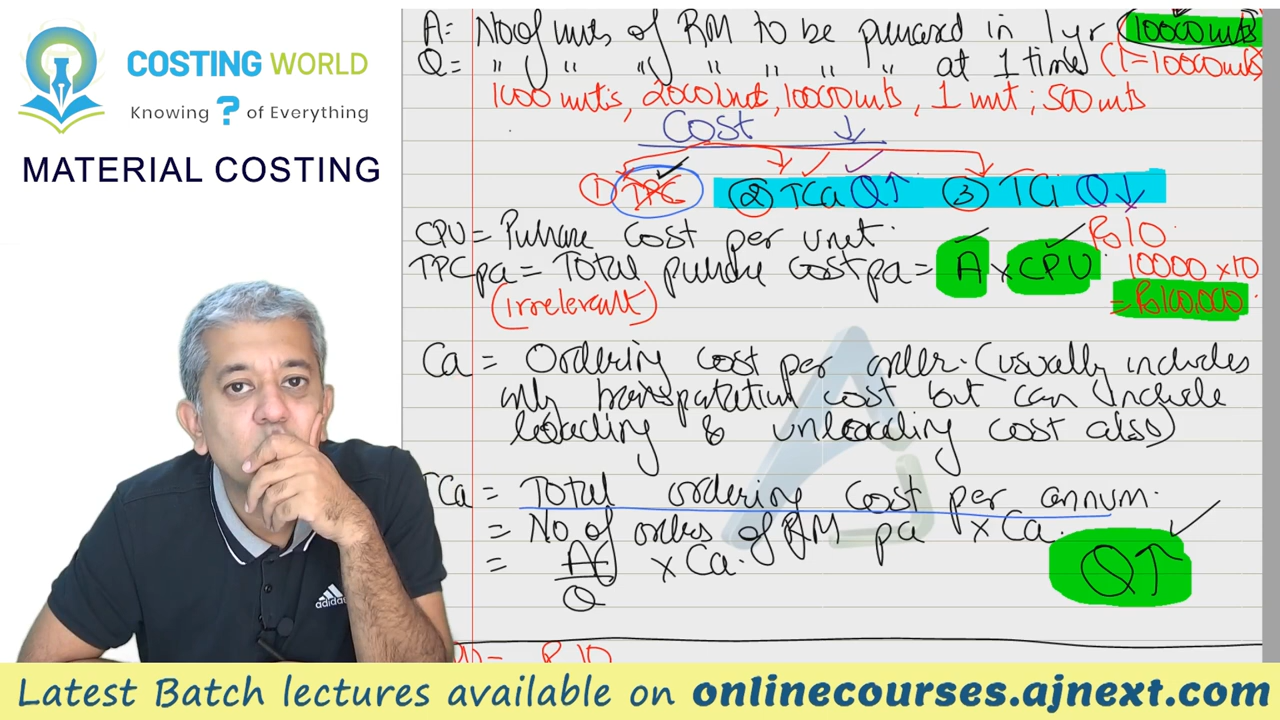 COSTING WORLD
Knowing ? of Everything
MATERIAL COSTING
A = No of units of RM to be purchased in 1 yr (10000 units)
Q = " " " " " " " " at 1 time (1-10000 units)
1000 units, 2000 unit, 10000 units, 1 unit; 500 units
Cost ↓
① TPC ② TCa Q↑ ③ TCi Q↓
CPU = Purchase cost per unit. Rs 10
TPCpa = Total purchase cost pa = A x CPU 10000 x 10
(irrelevant) = Rs 100,000.
Ca = Ordering cost per order. (usually includes
only transportation cost but can include
loading & unloading cost also)
TCa = Total ordering cost per annum.
= No of orders of RM pa x Ca.
= A/Q x Ca. Q↑
adidas
Latest Batch lectures available on onlinecourses.ajnext.com